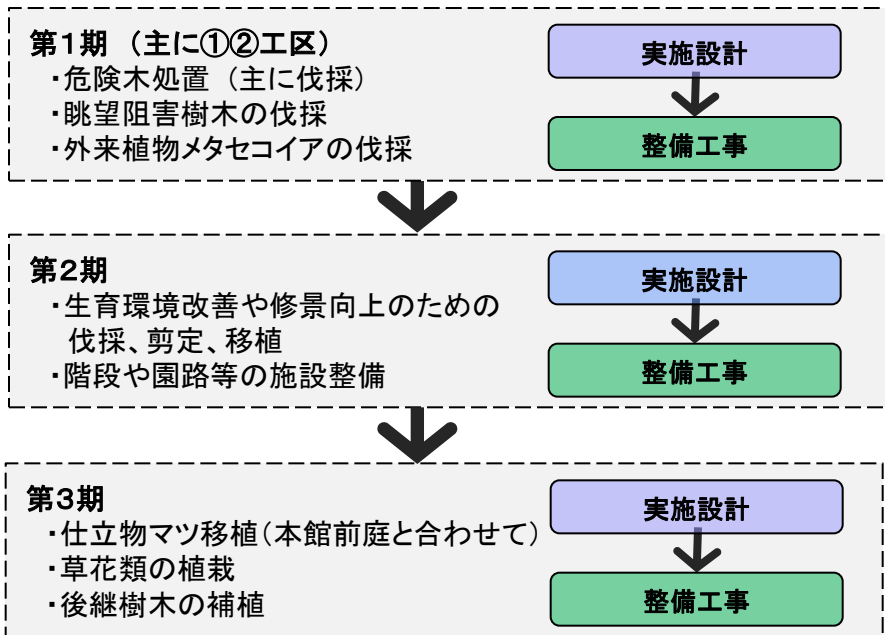 第1期 (主に①②工区)
・危険木処置 (主に伐採)
・眺望阻害樹木の伐採
・外来植物メタセコイアの伐採
実施設計
整備工事
第2期
・生育環境改善や修景向上のための
伐採、剪定、移植
・階段や園路等の施設整備
実施設計
整備工事
第3期
・仕立物マツ移植(本館前庭と合わせて)
・草花類の植栽
・後継樹木の補植
実施設計
整備工事